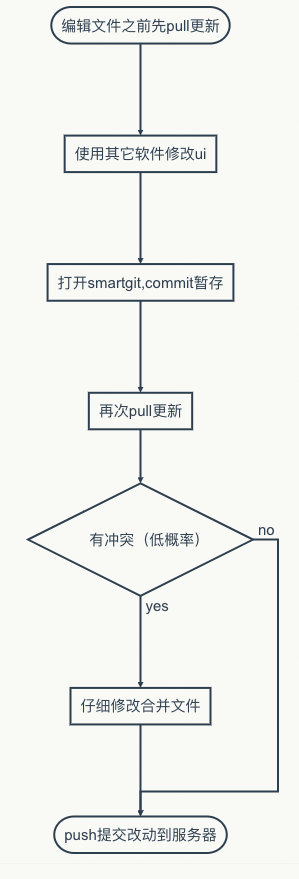 编辑文件之前先pull更新
使用其它软件修改ui
打开smartgit,commit暂存
再次pull更新
有冲突（低概率）
no
yes
仔细修改合并文件
push提交改动到服务器